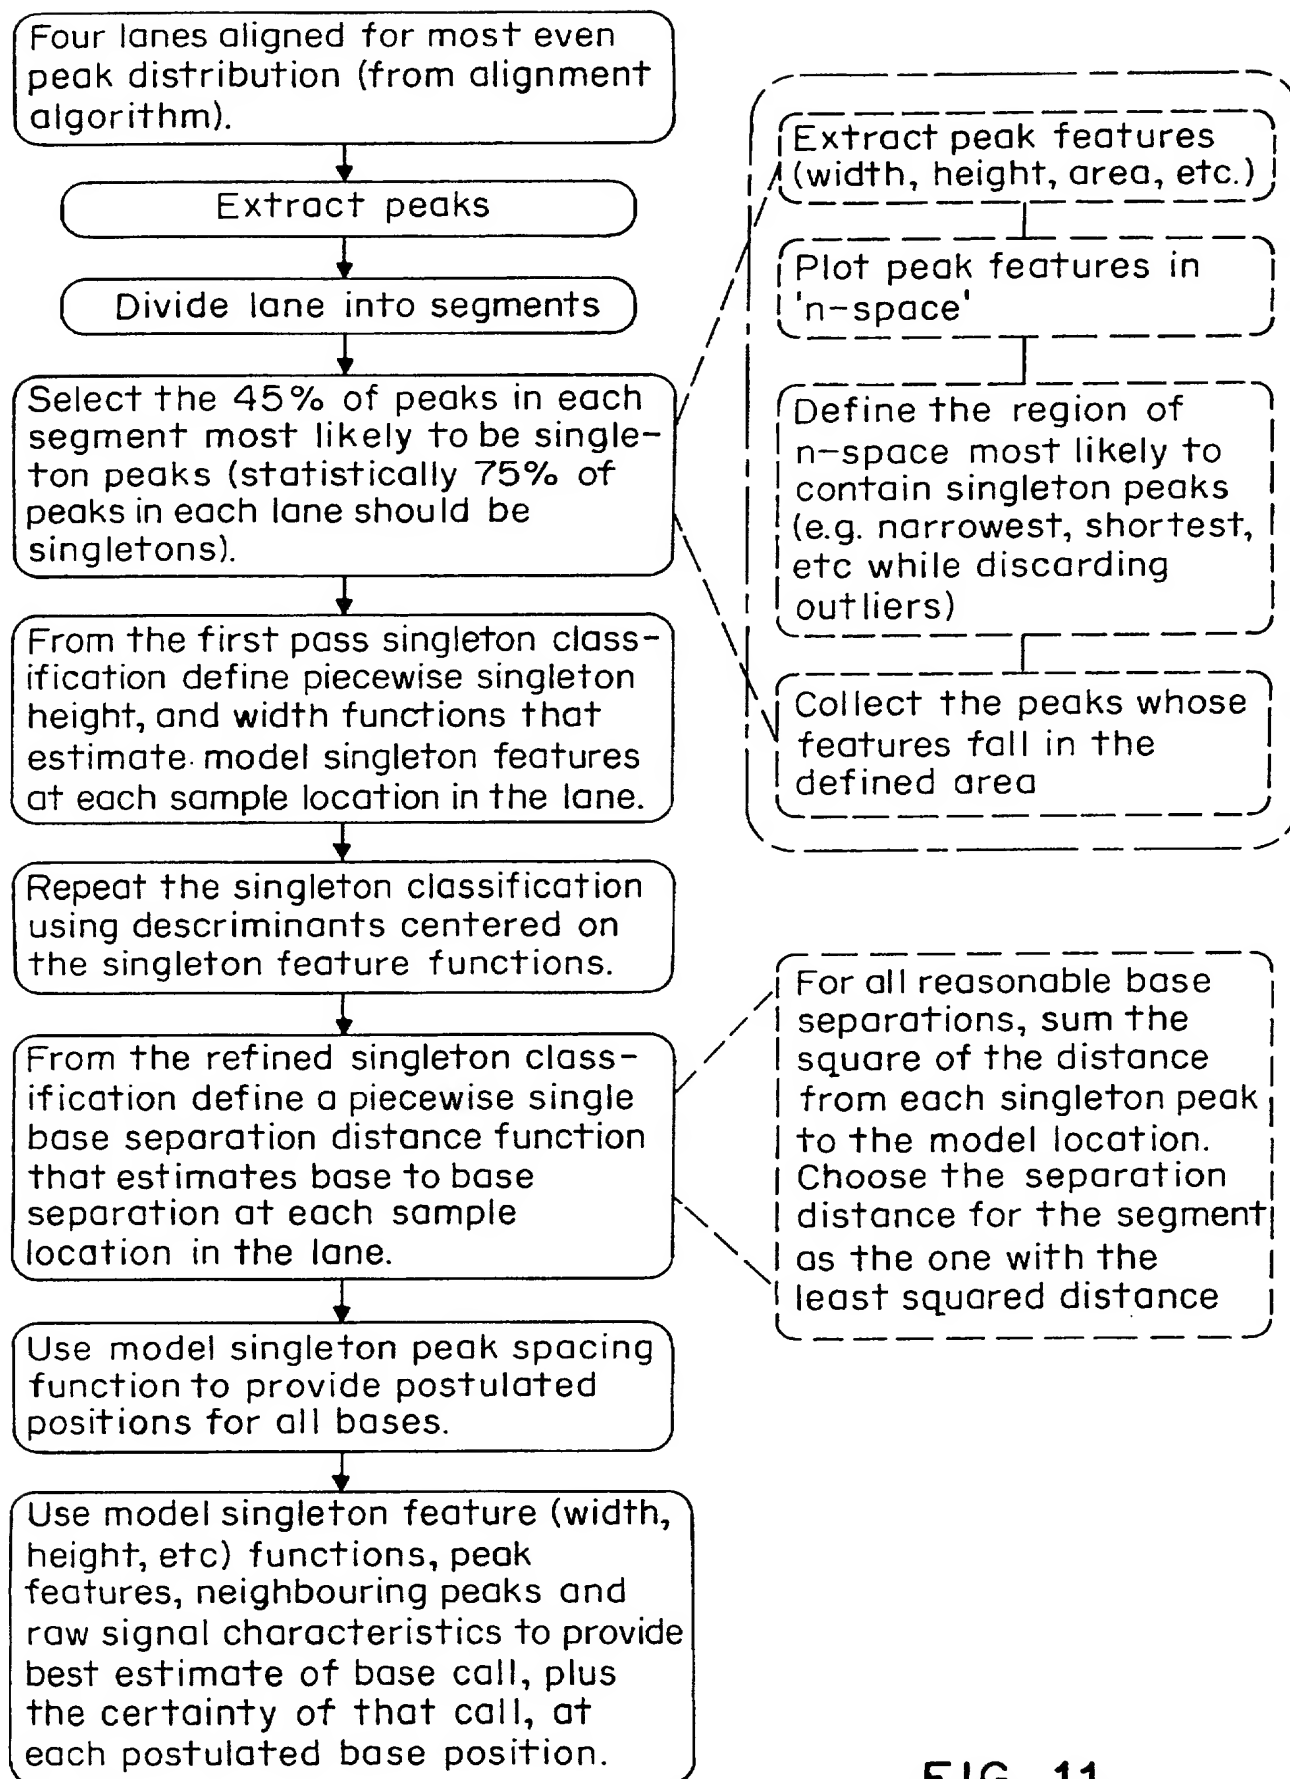 Four lanes aligned for most even
peak distribution (from alignment
algorithm).
Extract peaks
Divide lane into segments
Select the 45% of peaks in each
segment most likely to be single-
ton peaks (statistically 75% of
peaks in each lane should be
singletons).
From the first pass singleton class-
ification define piecewise singleton
height, and width functions that
estimate model singleton features
at each sample location in the lane.
Repeat the singleton classification
using descriminants centered on
the singleton feature functions.
From the refined singleton class-
ification define a piecewise single
base separation distance function
that estimates base to base
separation at each sample
location in the lane.
Use model singleton peak spacing
function to provide postulated
positions for all bases.
Use model singleton feature (width,
height, etc) functions, peak
features, neighbouring peaks and
raw signal characteristics to provide
best estimate of base call, plus
the certainty of that call, at
each postulated base position.
Extract peak features
(width, height, area, etc.)
Plot peak features in
'n-space'
Define the region of
n-space most likely to
contain singleton peaks
(e.g. narrowest, shortest,
etc while discarding
outliers)
Collect the peaks whose
features fall in the
defined area
For all reasonable base
separations, sum the
square of the distance
from each singleton peak
to the model location.
Choose the separation
distance for the segment
as the one with the
least squared distance
FIG. 11